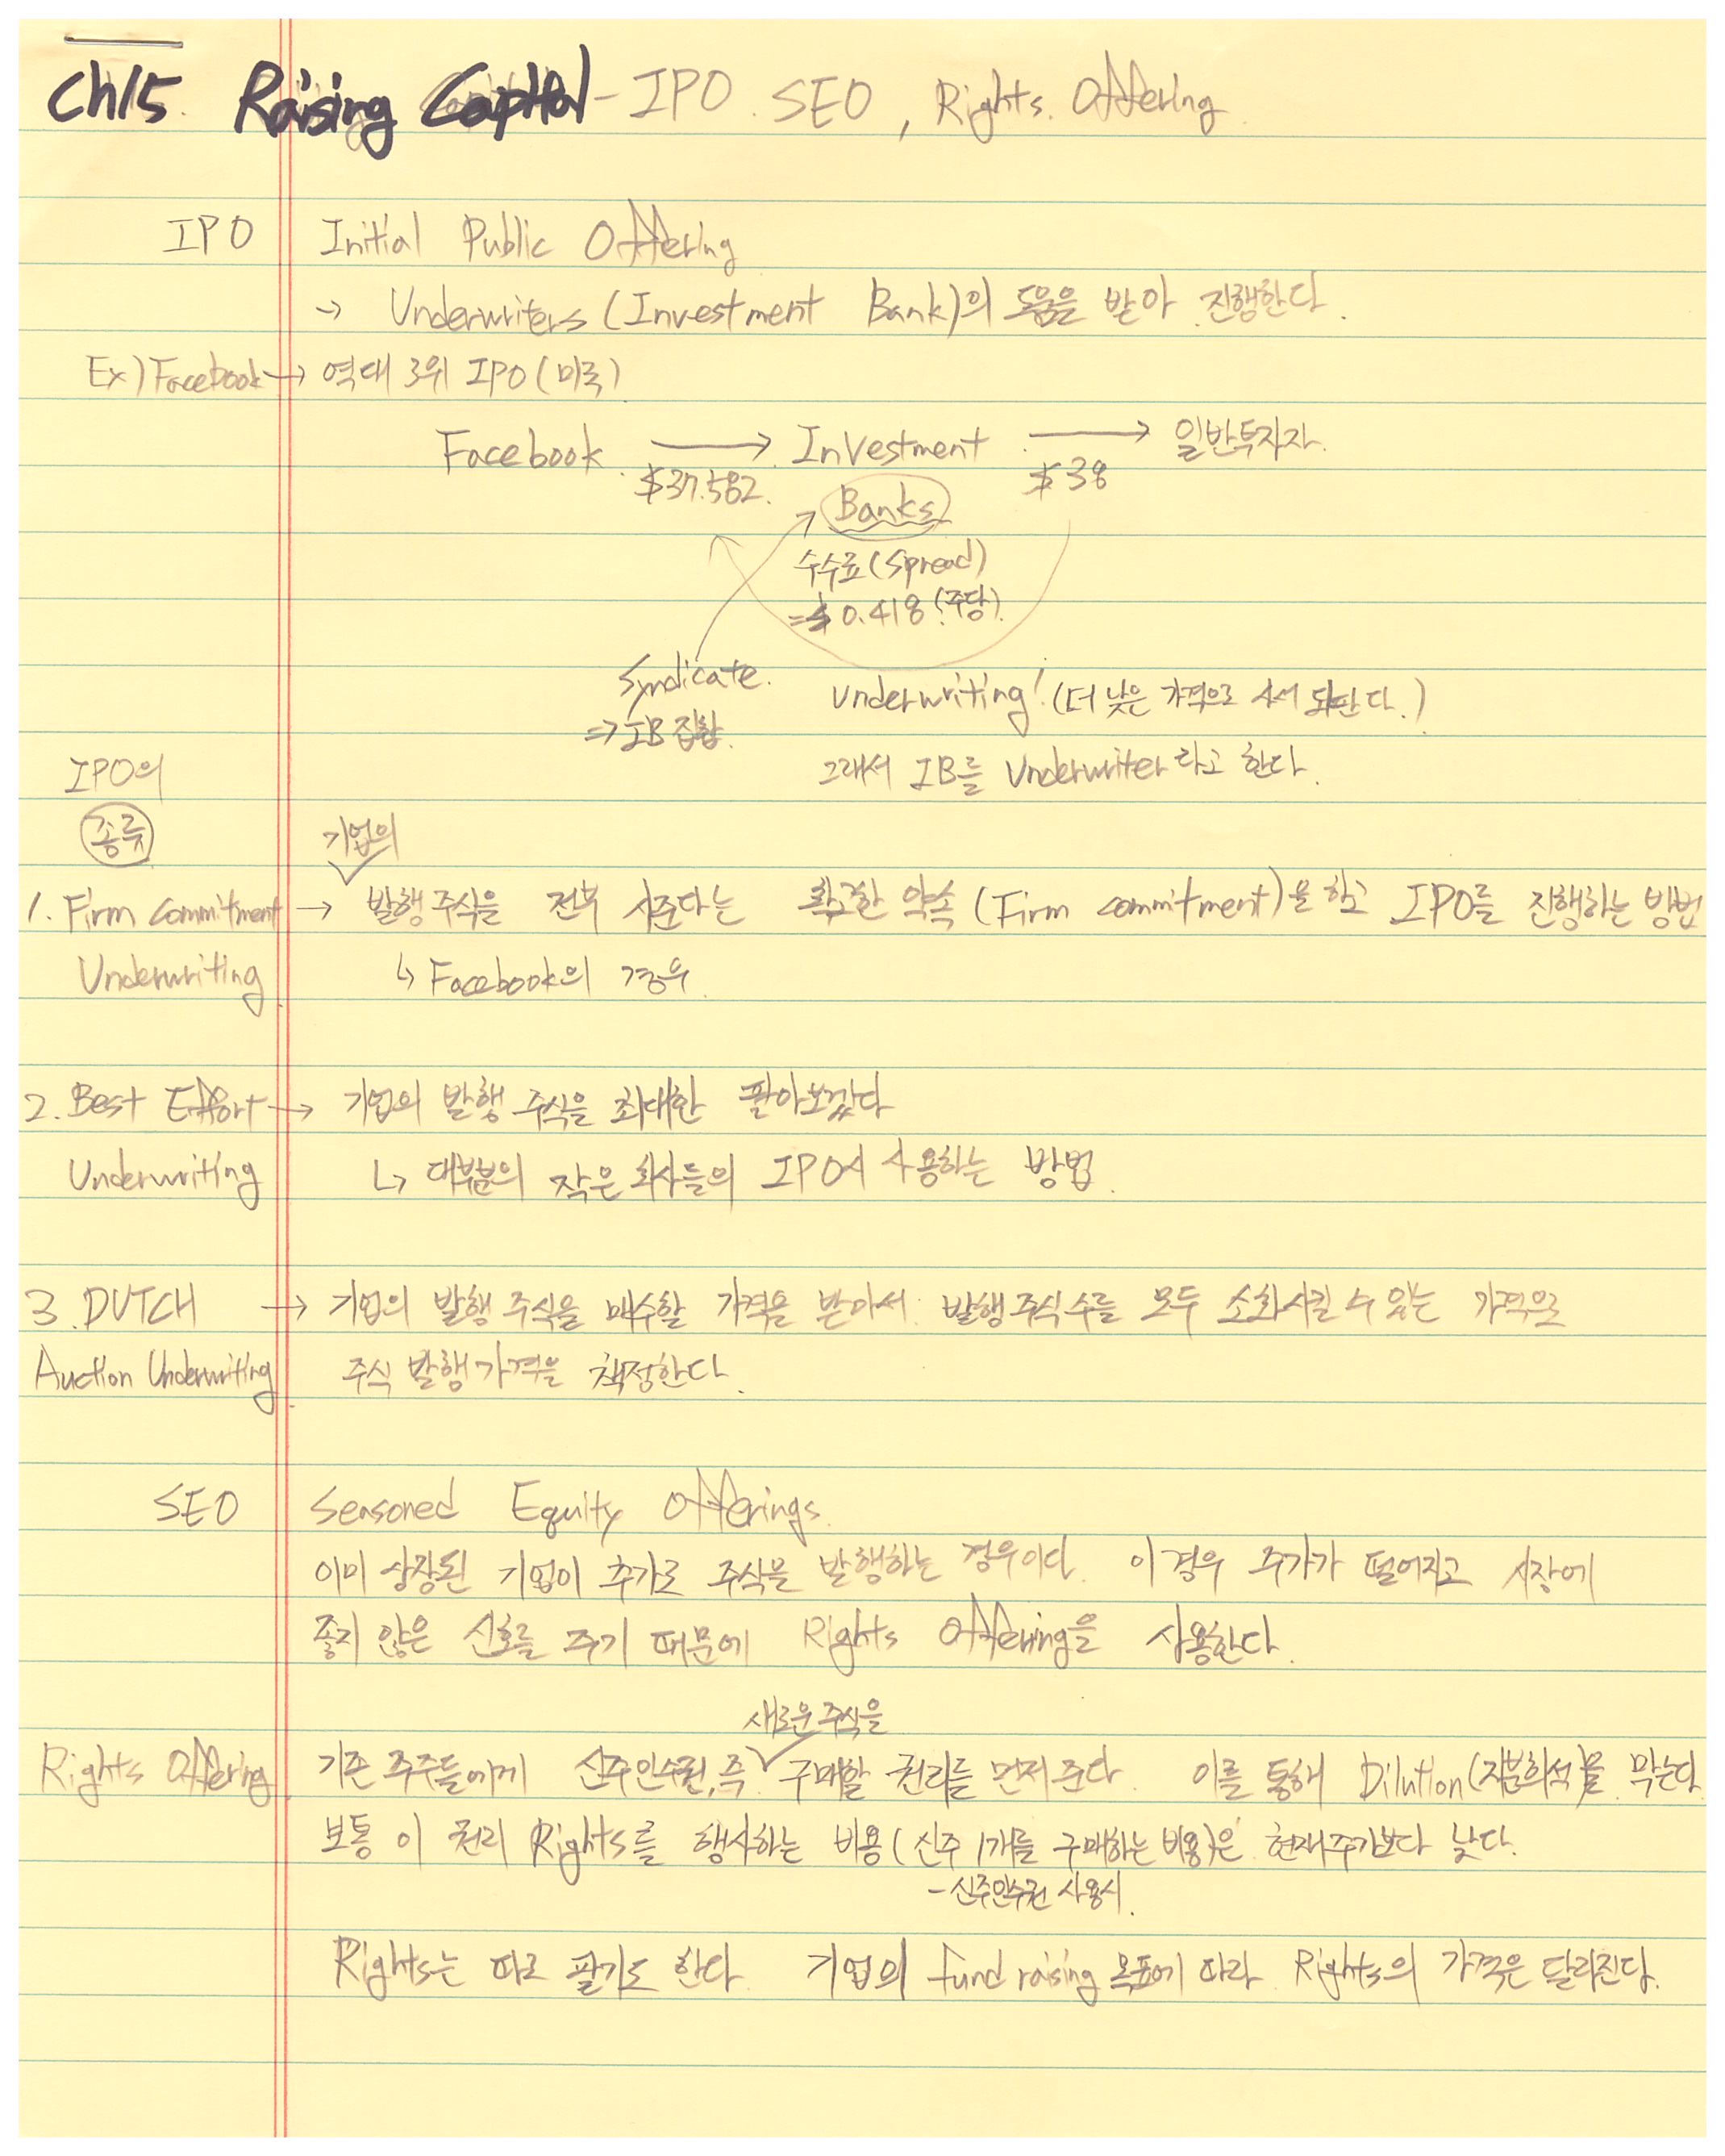 Ch15. Raising Capital - IPO. SEO, Rights. Offering.
IPO Initial Public Offering
→ Underwriters (Investment Bank)의 도움을 받아 진행한다.
Ex) Facebook → 역대 3위 IPO (미국)
Facebook → Investment → 일반투자자.
$37.582. $38
Banks
수수료 (spread)
=$0.418 (주당).
Syndicate.
⇒ IB 집합.
underwriting! (더 낮은 가격으로 사서 되판다.)
그래서 IB를 Underwriter 라고 한다.
IPO의
종류
기업의
1. Firm Commitment → 발행 주식을 전부 사준다는 확고한 약속 (Firm commitment)을 하고 IPO를 진행하는 방법
Underwriting. ↳ Facebook의 경우.
2. Best Effort → 기업의 발행 주식을 최대한 팔아보겠다
Underwriting ↳ 대부분의 작은 회사들의 IPO시 사용하는 방법.
3. DUTCH → 기업의 발행 주식을 매수할 가격을 받아서. 발행주식 수를 모두 소화시킬 수 있는 가격으로
Auction Underwriting. 주식 발행가격을 책정한다.
SEO Seasoned Equity Offerings.
이미 상장된 기업이 추가로 주식을 발행하는 경우이다. 이 경우 주가가 떨어지고 시장에
좋지 않은 신호를 주기 때문에 Rights Offering을 사용한다.
새로운 주식을
Rights Offering 기존 주주들에게 신주인수권, 즉 구매할 권리를 먼저 준다. 이를 통해 Dilution (지분희석)을 막는다.
보통 이 권리 Rights를 행사하는 비용 (신주 1개를 구매하는 비용)은 현재주가보다 낮다.
- 신주인수권 사용시.
Rights는 따로 팔기도 한다. 기업의 fund raising 목표에 따라 Rights의 가격은 달라진다.